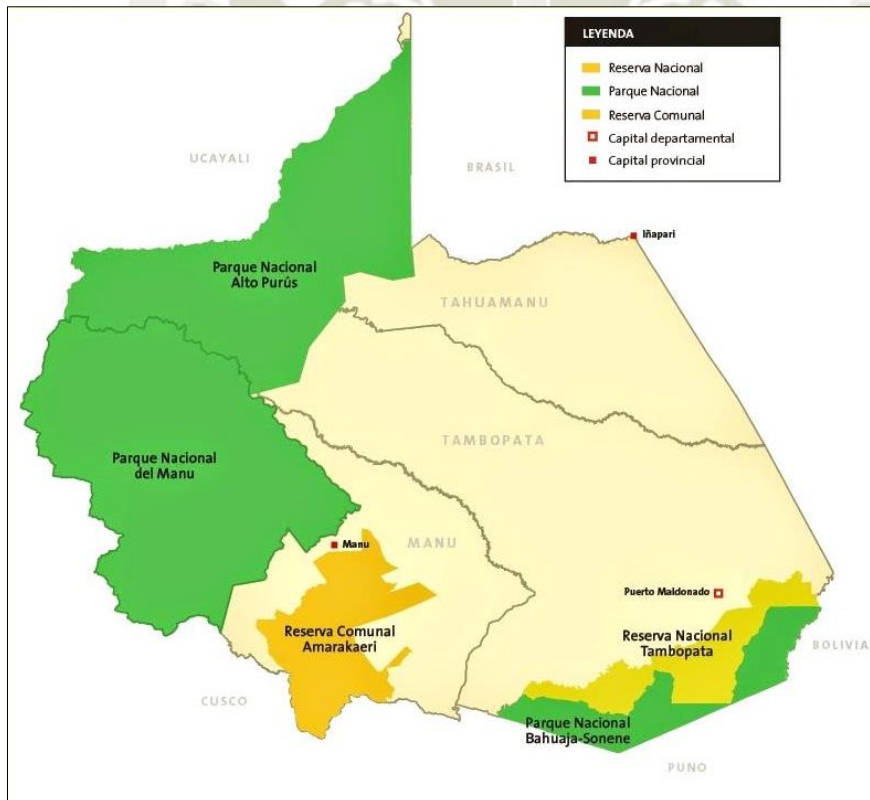 LEYENDA
Reserva Nacional
Parque Nacional
Reserva Comunal
Capital departamental
Capital provincial
UCAYALI
BRASIL
Iñapari
Parque Nacional
Alto Purús
TAHUAMANU
TAMBOPATA
Parque Nacional
del Manu
Manu
MANU
Puerto Maldonado
Reserva Comunal
Amarakaeri
Reserva Nacional
Tambopata
BOLIVIA
CUSCO
Parque Nacional
Bahuaja-Sonene
PUNO